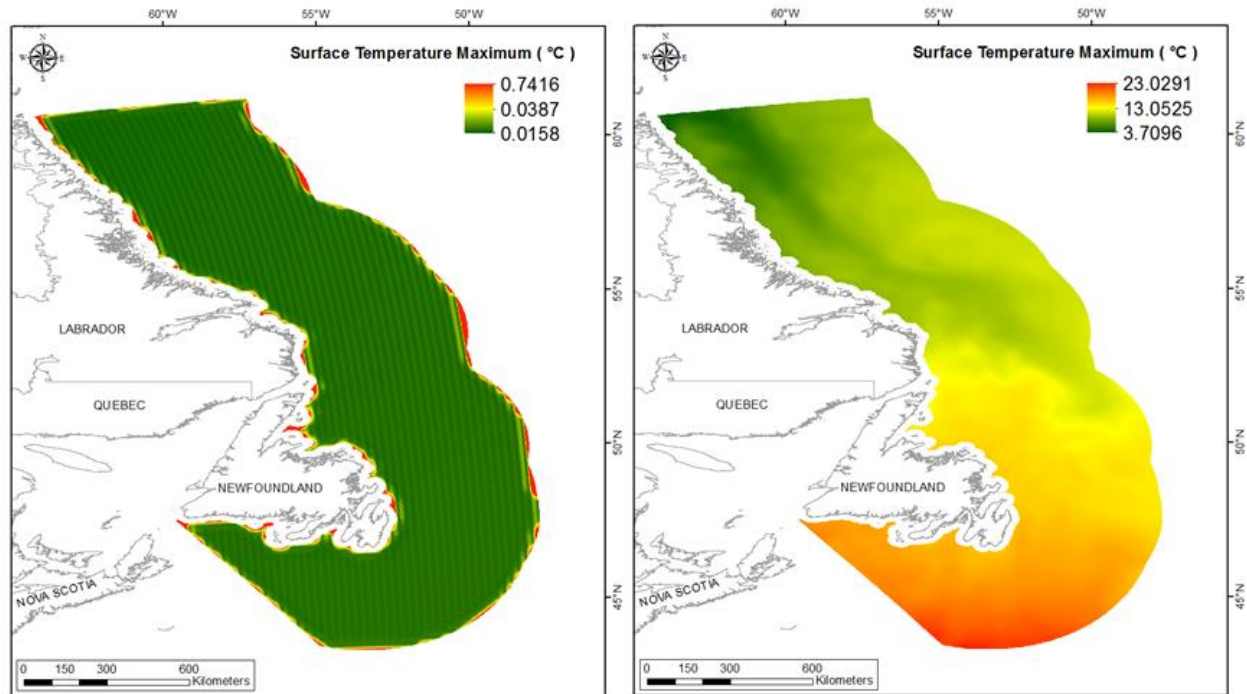 60°W 55°W 50°W
N
W E
S
Surface Temperature Maximum ( °C)
0.7416
0.0387
0.0158
60°N
55°N
LABRADOR
QUEBEC
50°N
NEWFOUNDLAND
NOVA SCOTIA
45°N
0 150 300 600
Kilometers
60°W 55°W 50°W
N
W E
S
Surface Temperature Maximum ( °C)
23.0291
13.0525
3.7096
60°N
55°N
LABRADOR
QUEBEC
50°N
NEWFOUNDLAND
NOVA SCOTIA
45°N
0 150 300 600
Kilometers